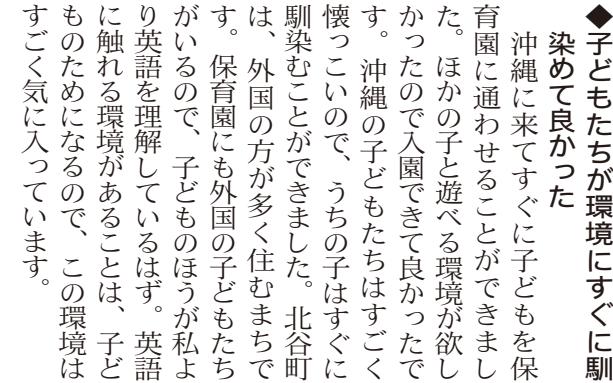 ◆子どもたちが環境にすぐに馴
染めて良かった
沖縄に来てすぐに子どもを保
育園に通わせることができまし
た。ほかの子と遊べる環境が欲し
かったので入園できて良かったで
す。沖縄の子どもたちはすごく
懐っこいので、うちの子はすぐに
馴染むことができました。北谷町
は、外国の方が多く住むまちで
す。保育園にも外国の子どもたち
がいるので、子どものほうが私よ
り英語を理解しているはず。英語
に触れる環境があることは、子ど
ものためになるので、この環境は
すごく気に入っています。